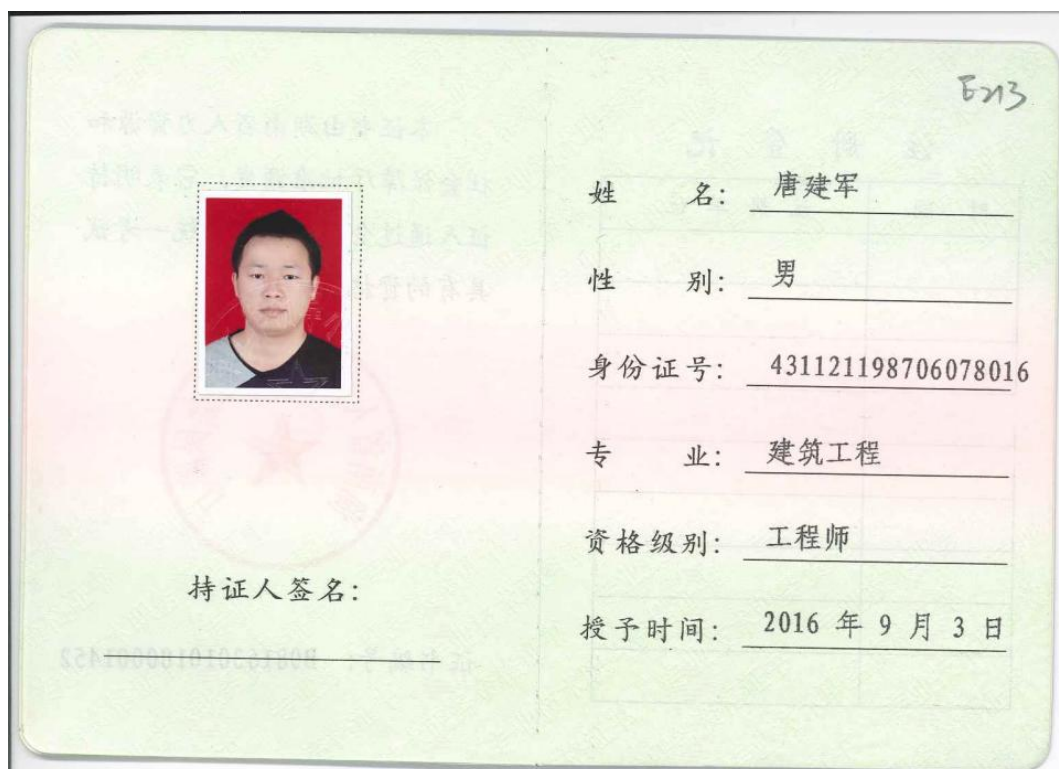 E213
姓 名: 唐建军
性 别: 男
身份证号: 431121198706078016
专 业: 建筑工程
资格级别: 工程师
持证人签名:
授予时间: 2016 年 9 月 3 日